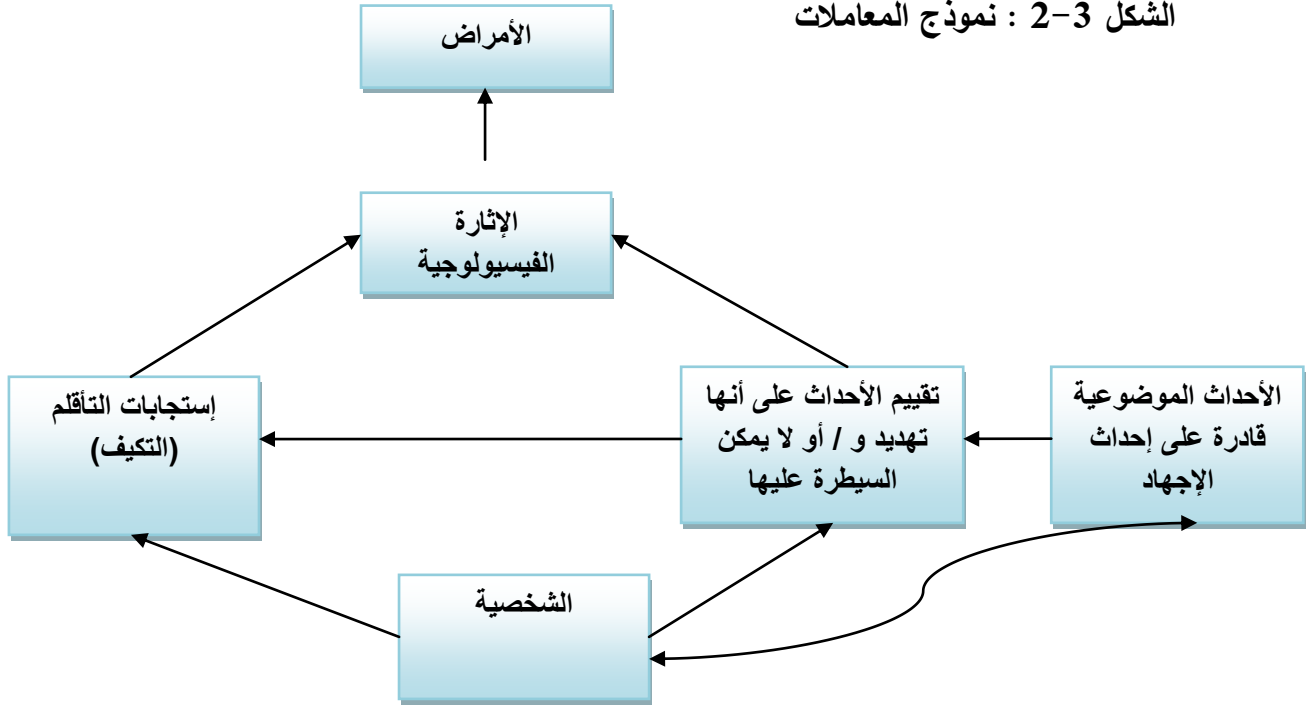 الشكل 3-2 : نموذج المعاملات
الأمراض
الإثارة
الفيسيولوجية
الأحداث الموضوعية
قادرة على إحداث
الإجهاد
تقييم الأحداث على أنها
تهديد و / أو لا يمكن
السيطرة عليها
إستجابات التأقلم
(التكيف)
الشخصية